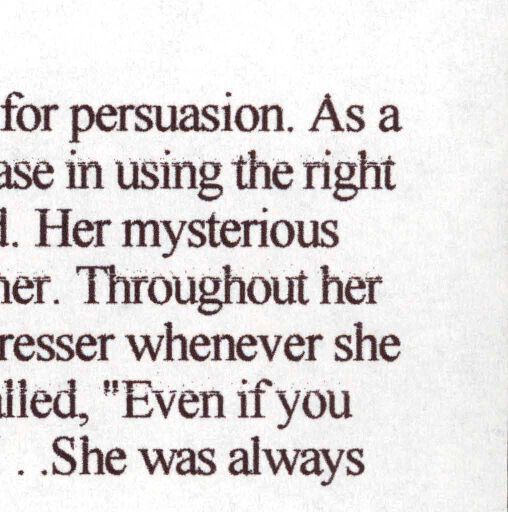 for persuasion. As a
ase in using the right
d. Her mysterious
her. Throughout her
resser whenever she
alled, "Even if you
. .She was always